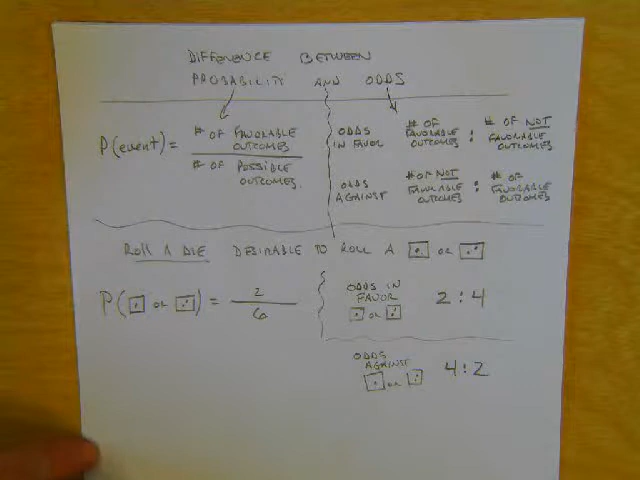 DIFFERENCE BETWEEN
PROBABILITY AND ODDS
P(event) = # OF FAVORABLE OUTCOMES
# OF POSSIBLE OUTCOMES.
ODDS IN FAVOR # OF FAVORABLE OUTCOMES : # OF NOT FAVORABLE OUTCOMES
ODDS AGAINST # OF NOT FAVORABLE OUTCOMES : # OF FAVORABLE OUTCOMES
ROLL A DIE DESIRABLE TO ROLL A ⚀ OR ⚁
P(⚀ OR ⚁) = 2/6
ODDS IN FAVOR ⚀ OR ⚁ 2:4
ODDS AGAINST ⚀ OR ⚁ 4:2